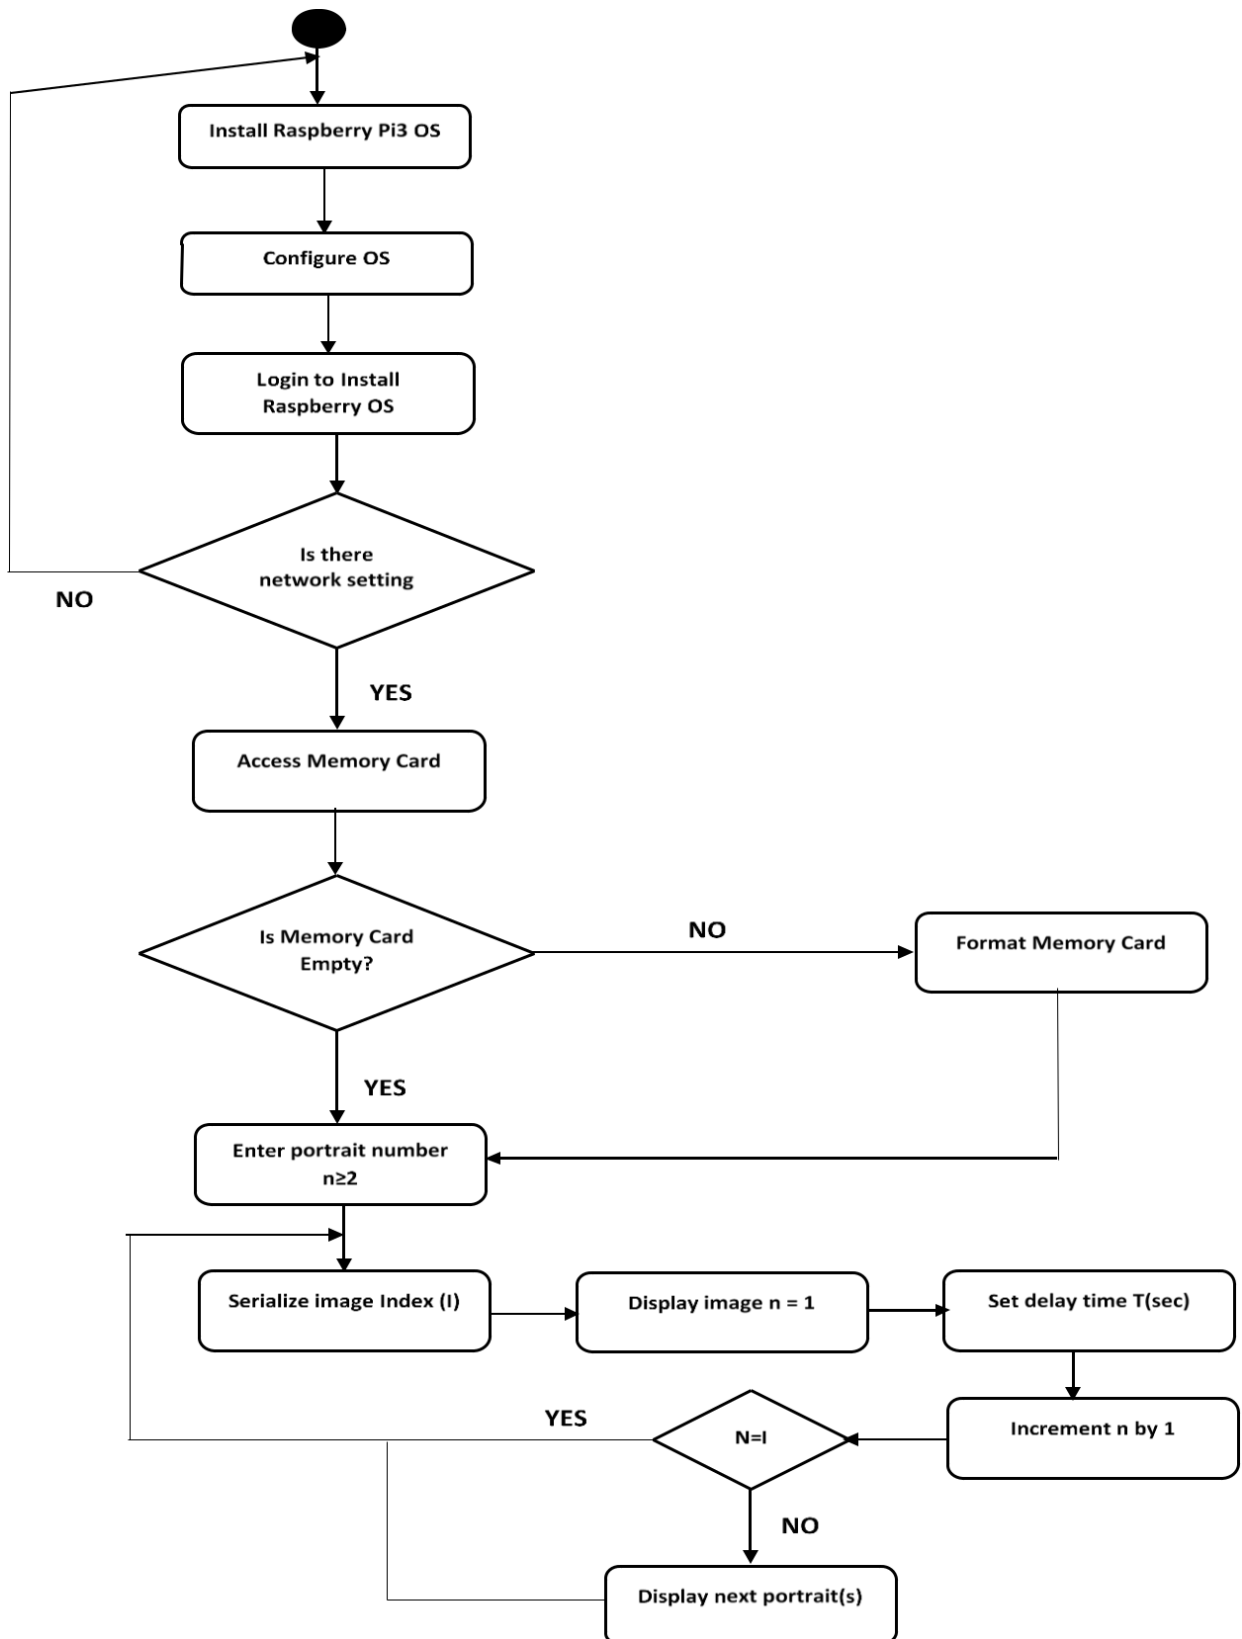 Install Raspberry Pi3 OS
Configure OS
Login to Install
Raspberry OS
Is there
network setting
NO
YES
Access Memory Card
Is Memory Card
Empty?
NO
Format Memory Card
YES
Enter portrait number
n≥2
Serialize image Index (I)
Display image n = 1
Set delay time T(sec)
Increment n by 1
N=I
YES
NO
Display next portrait(s)